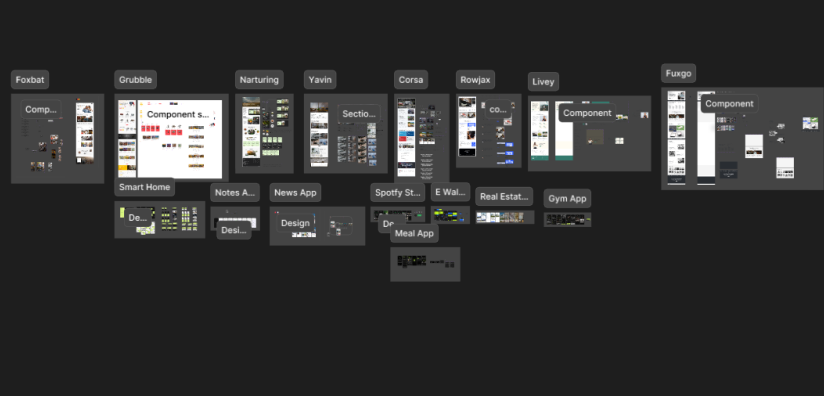 Foxbat
Grubble
Narturing
Yavin
Corsa
Rowjax
Livey
Fuxgo
Comp...
Component s...
Sectio...
co...
Component
Component
Smart Home
Notes A...
News App
Spotfy St...
E Wal...
Real Estat...
Gym App
De...
Desi...
Design
De...
Meal App